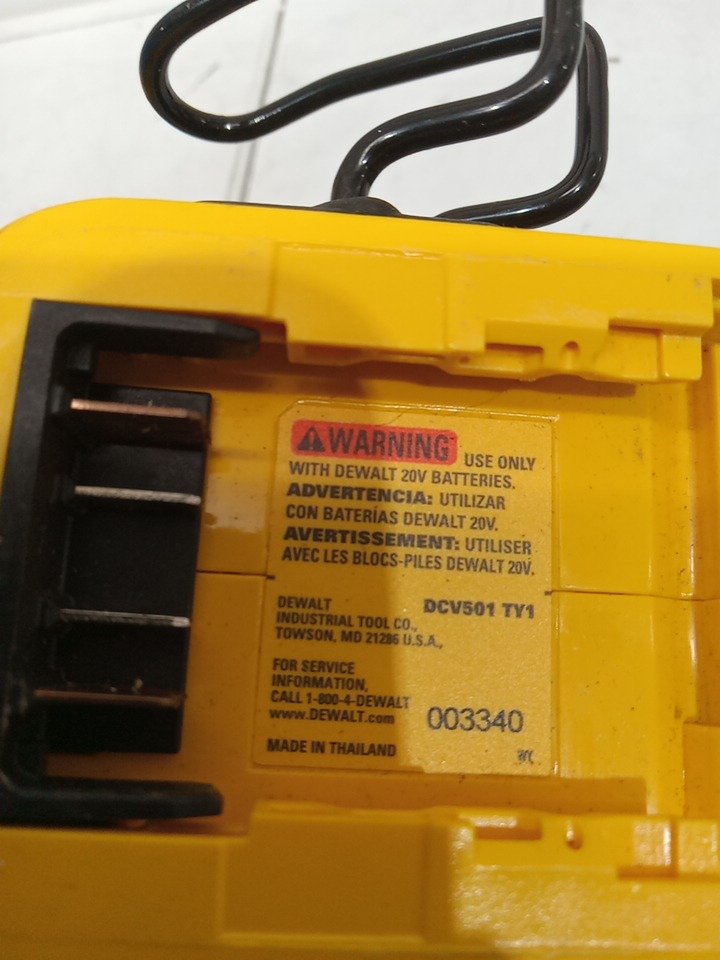 ⚠WARNING™ USE ONLY
WITH DEWALT 20V BATTERIES.
ADVERTENCIA: UTILIZAR
CON BATERÍAS DEWALT 20V.
AVERTISSEMENT: UTILISER
AVEC LES BLOCS-PILES DEWALT 20V.
DEWALT DCV501 TY1
INDUSTRIAL TOOL CO.,
TOWSON, MD 21286 U.S.A.,
FOR SERVICE
INFORMATION,
CALL 1-800-4-DEWALT
www.DEWALT.com 003340
MADE IN THAILAND WY